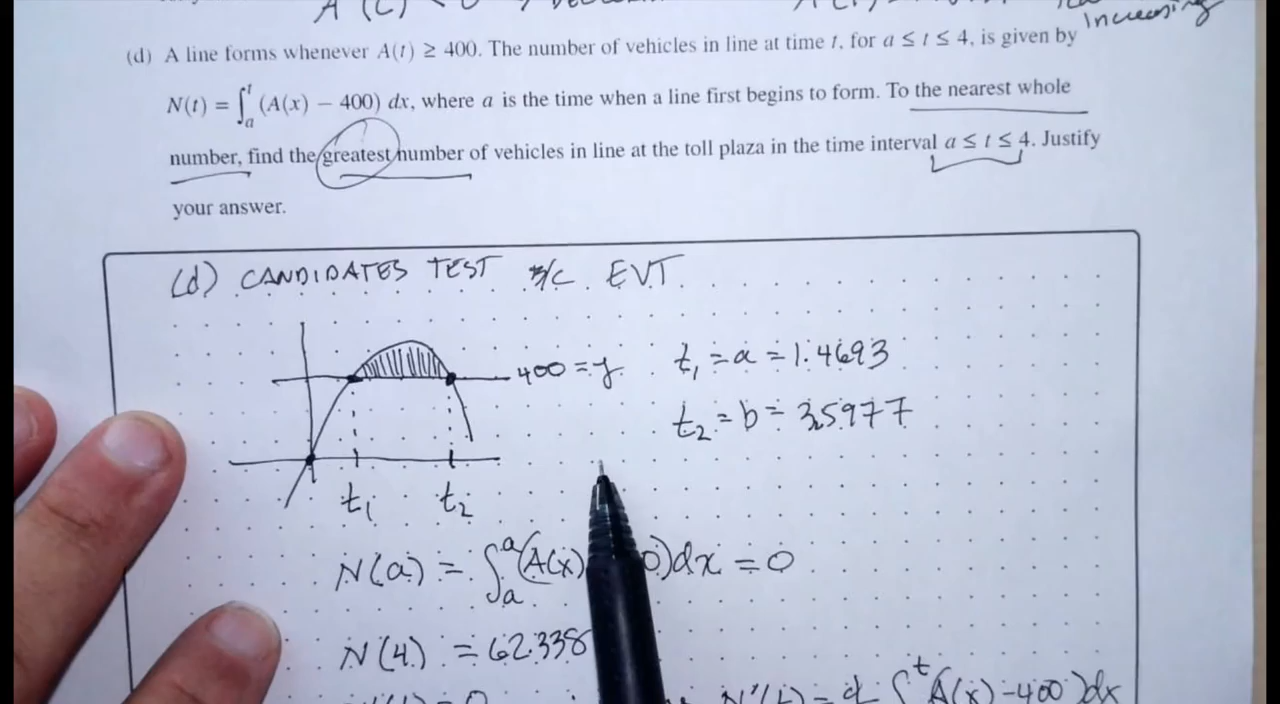 A'(t)
Increasing
(d) A line forms whenever A(t) ≥ 400. The number of vehicles in line at time t, for a ≤ t ≤ 4, is given by
N(t) = ∫ₐᵗ (A(x) − 400) dx, where a is the time when a line first begins to form. To the nearest whole
number, find the greatest number of vehicles in line at the toll plaza in the time interval a ≤ t ≤ 4. Justify
your answer.
(d) CANDIDATES TEST B/C EVT
400 = y
t₁ = a = 1.4693
t₂ = b = 3.5977
t₁ t₂
N(a) = ∫ₐᵃ (A(x) 0)dx = 0
N(4) = 62.338
N'(t) = d ∫ᵗ A(x) −400)dx